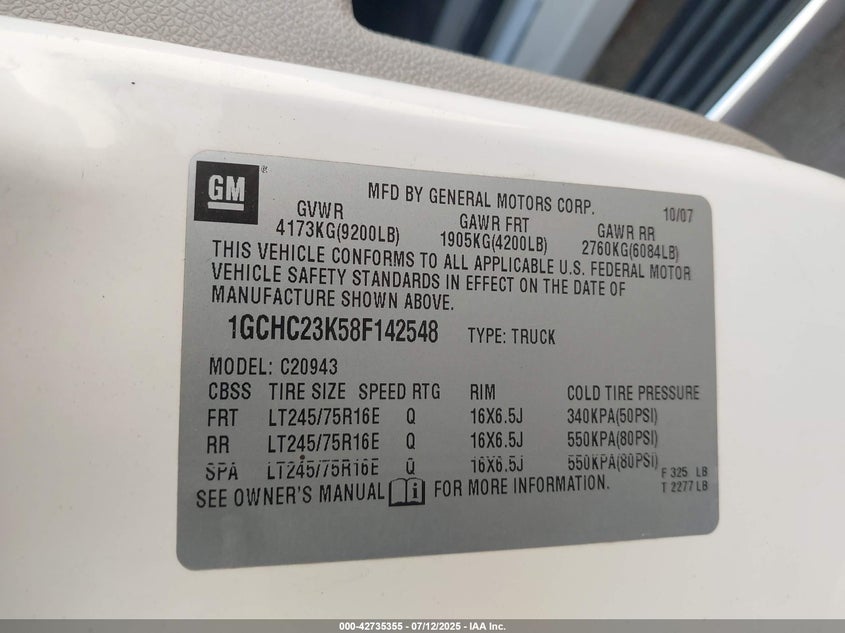 GM®
MFD BY GENERAL MOTORS CORP. 10/07
GVWR GAWR FRT GAWR RR
4173KG(9200LB) 1905KG(4200LB) 2760KG(6084LB)
THIS VEHICLE CONFORMS TO ALL APPLICABLE U.S. FEDERAL MOTOR
VEHICLE SAFETY STANDARDS IN EFFECT ON THE DATE OF
MANUFACTURE SHOWN ABOVE.
1GCHC23K58F142548 TYPE: TRUCK
MODEL: C20943
CBSS TIRE SIZE SPEED RTG RIM COLD TIRE PRESSURE
FRT LT245/75R16E Q 16X6.5J 340KPA(50PSI)
RR LT245/75R16E Q 16X6.5J 550KPA(80PSI)
SPA LT245/75R16E Q 16X6.5J 550KPA(80PSI)
F 325 LB
T 2277 LB
SEE OWNER'S MANUAL FOR MORE INFORMATION.
000-42735355 - 07/12/2025 - IAA Inc.